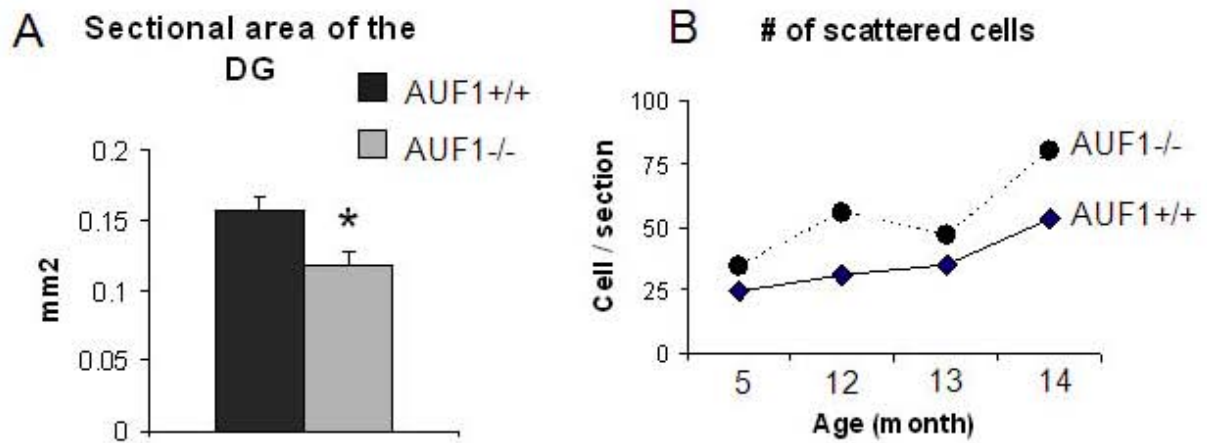 A
Sectional area of the
DG
AUF1+/+
AUF1-/-
0.2
0.15
0.1
0.05
0
mm2
*
B
# of scattered cells
100
75
50
25
0
Cell / section
AUF1-/-
AUF1+/+
5 12 13 14
Age (month)